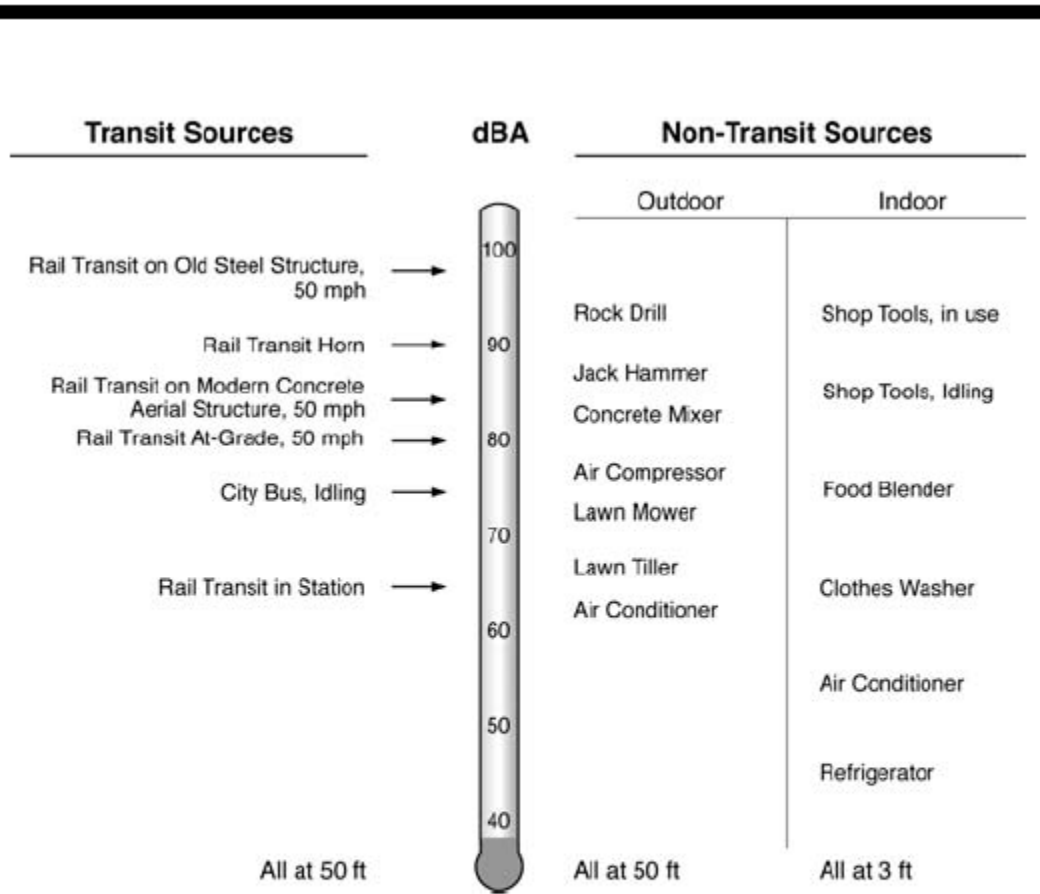 Transit Sources
dBA
Non-Transit Sources
Outdoor
Indoor
Rail Transit on Old Steel Structure,
50 mph
Rail Transit Horn
Rail Transit on Modern Concrete
Aerial Structure, 50 mph
Rail Transit At-Grade, 50 mph
City Bus, Idling
Rail Transit in Station
All at 50 ft
100
90
80
70
60
50
40
Rock Drill
Jack Hammer
Concrete Mixer
Air Compressor
Lawn Mower
Lawn Tiller
Air Conditioner
All at 50 ft
Shop Tools, in use
Shop Tools, Idling
Food Blender
Clothes Washer
Air Conditioner
Refrigerator
All at 3 ft